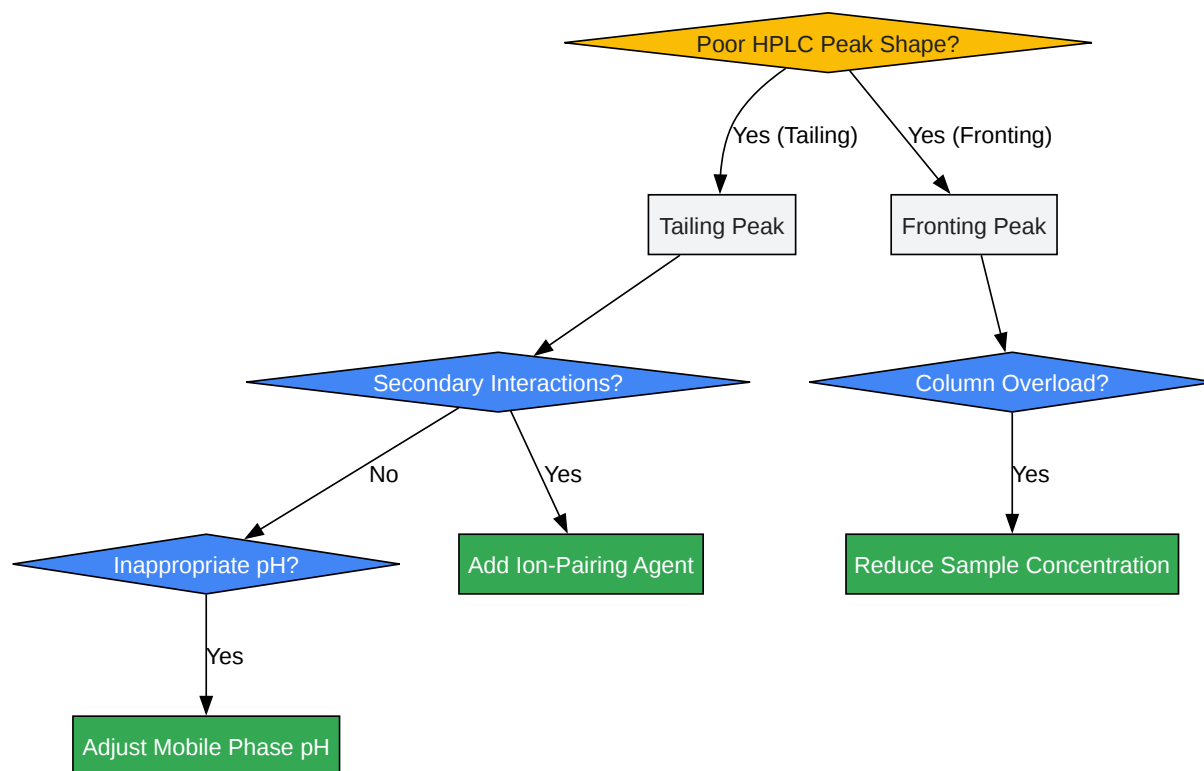 Poor HPLC Peak Shape?
Yes (Tailing)
Yes (Fronting)
Tailing Peak
Fronting Peak
Secondary Interactions?
Column Overload?
No
Yes
Yes
Inappropriate pH?
Add Ion-Pairing Agent
Reduce Sample Concentration
Yes
Adjust Mobile Phase pH